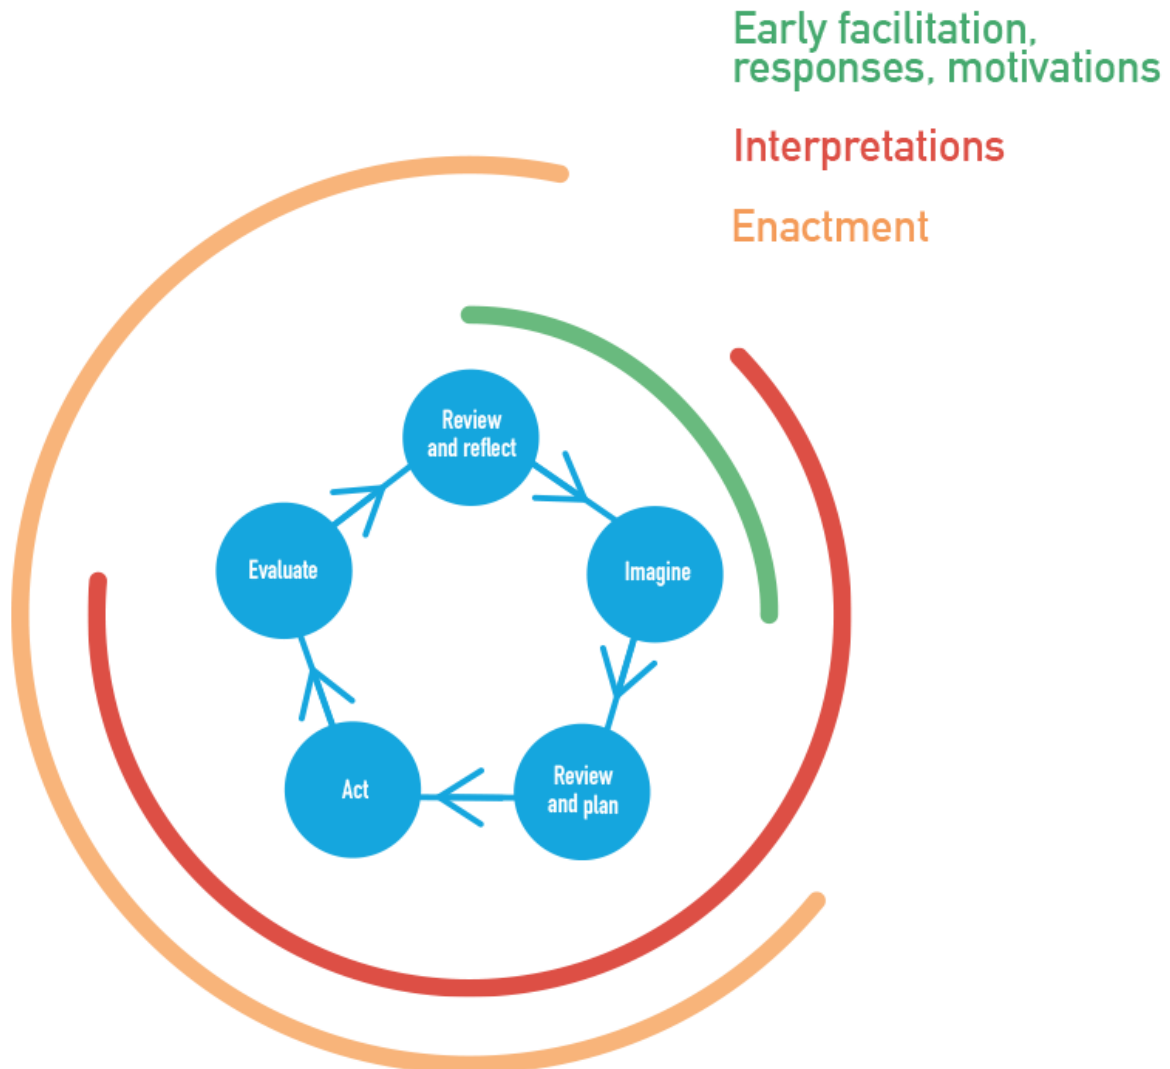 Early facilitation,
responses, motivations
Interpretations
Enactment
Review
and reflect
Imagine
Review
and plan
Act
Evaluate